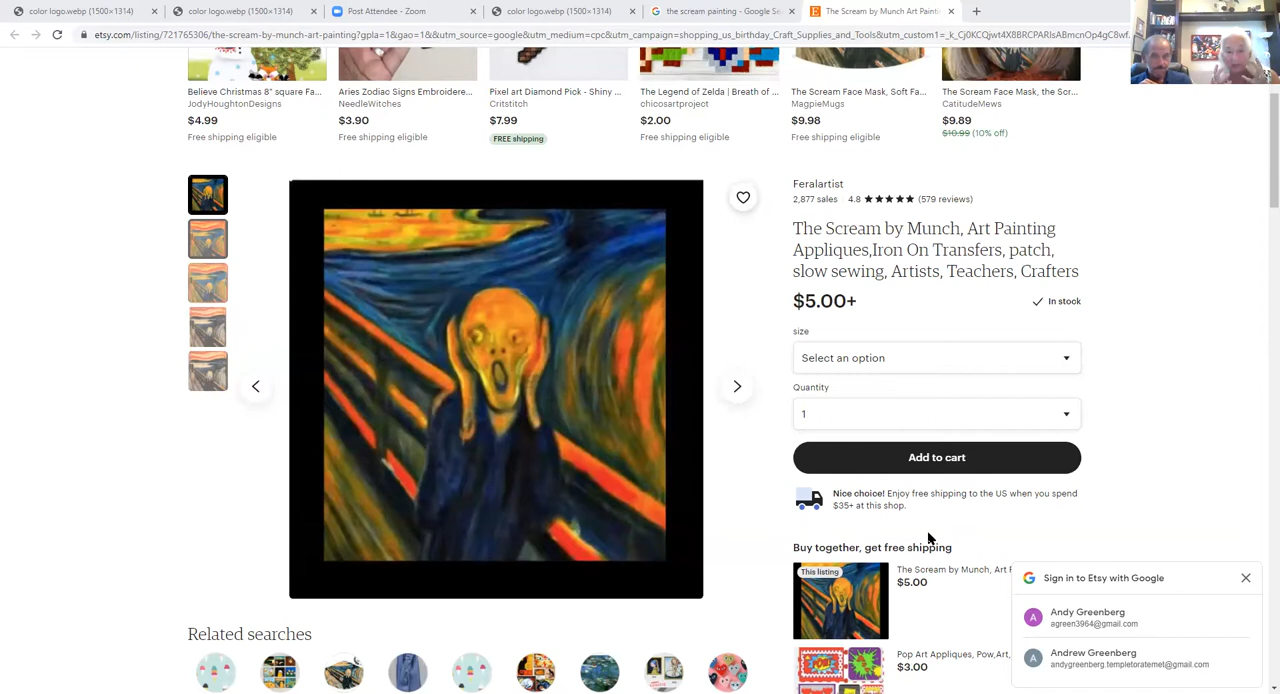 color logo.webp (1500×1314)
color logo.webp (1500×1314)
Post Attendee - Zoom
color logo.webp (1500×1314)
the scream painting - Google Se
The Scream by Munch Art Painti
etsy.com/listing/721765306/the-scream-by-munch-art-painting?gpla=1&gao=1&&utm_source=google&utm_medium=cpc&utm_campaign=shopping_us_birthday_Craft_Supplies_and_Tools&utm_custom1=_k_Cj0KCQjwt4X8BRCPARIsABmcnOp4gC8wf...
Believe Christmas 8" square Fa...
JodyHoughtonDesigns
$4.99
Free shipping eligible
Aries Zodiac Signs Embroidere...
NeedleWitches
$3.90
Free shipping eligible
Pixel art Diamond Pick - Shiny ...
Critstitch
$7.99
FREE shipping
The Legend of Zelda | Breath of ...
chicosartproject
$2.00
Free shipping eligible
The Scream Face Mask, Soft Fa...
MagpieMugs
$9.98
Free shipping eligible
The Scream Face Mask, the Scr...
CatitudeMews
$9.89
$10.99 (10% off)
Feralartist
2,877 sales 4.8 ★★★★★ (579 reviews)
The Scream by Munch, Art Painting
Appliques,Iron On Transfers, patch,
slow sewing, Artists, Teachers, Crafters
$5.00+
In stock
size
Select an option
Quantity
1
Add to cart
Nice choice! Enjoy free shipping to the US when you spend
$35+ at this shop.
Buy together, get free shipping
This listing
The Scream by Munch, Art
$5.00
Pop Art Appliques, Pow,Art,
$3.00
Related searches
Sign in to Etsy with Google
A
Andy Greenberg
agreen3964@gmail.com
A
Andrew Greenberg
andygreenberg.templetoraternet@gmail.com